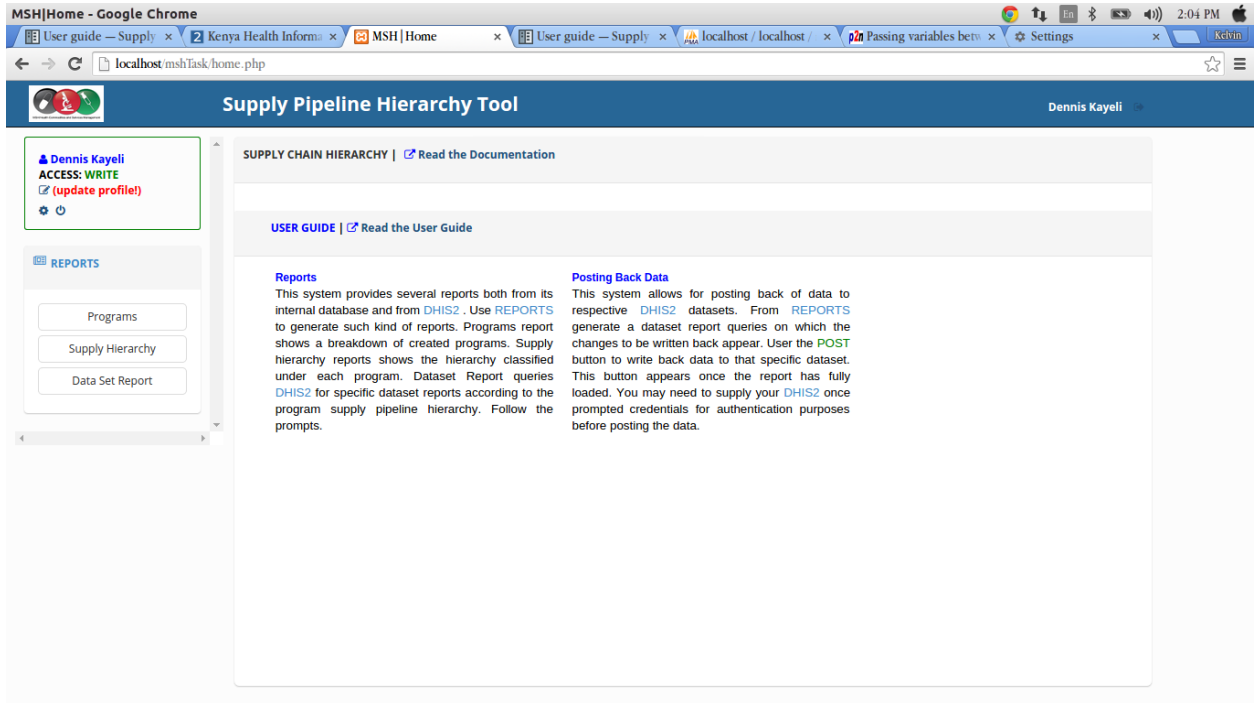 MSH|Home - Google Chrome
En
2:04 PM
User guide — Supply
Kenya Health Informa
MSH|Home
User guide — Supply
localhost / localhost /
p2n Passing variables betw
Settings
Kelvin
localhost/mshTask/home.php
Supply Pipeline Hierarchy Tool
Dennis Kayeli
Dennis Kayeli
ACCESS: WRITE
(update profile!)
REPORTS
Programs
Supply Hierarchy
Data Set Report
SUPPLY CHAIN HIERARCHY | Read the Documentation
USER GUIDE | Read the User Guide
Reports
This system provides several reports both from its
internal database and from DHIS2 . Use REPORTS
to generate such kind of reports. Programs report
shows a breakdown of created programs. Supply
hierarchy reports shows the hierarchy classified
under each program. Dataset Report queries
DHIS2 for specific dataset reports according to the
program supply pipeline hierarchy. Follow the
prompts.
Posting Back Data
This system allows for posting back of data to
respective DHIS2 datasets. From REPORTS
generate a dataset report queries on which the
changes to be written back appear. User the POST
button to write back data to that specific dataset.
This button appears once the report has fully
loaded. You may need to supply your DHIS2 once
prompted credentials for authentication purposes
before posting the data.